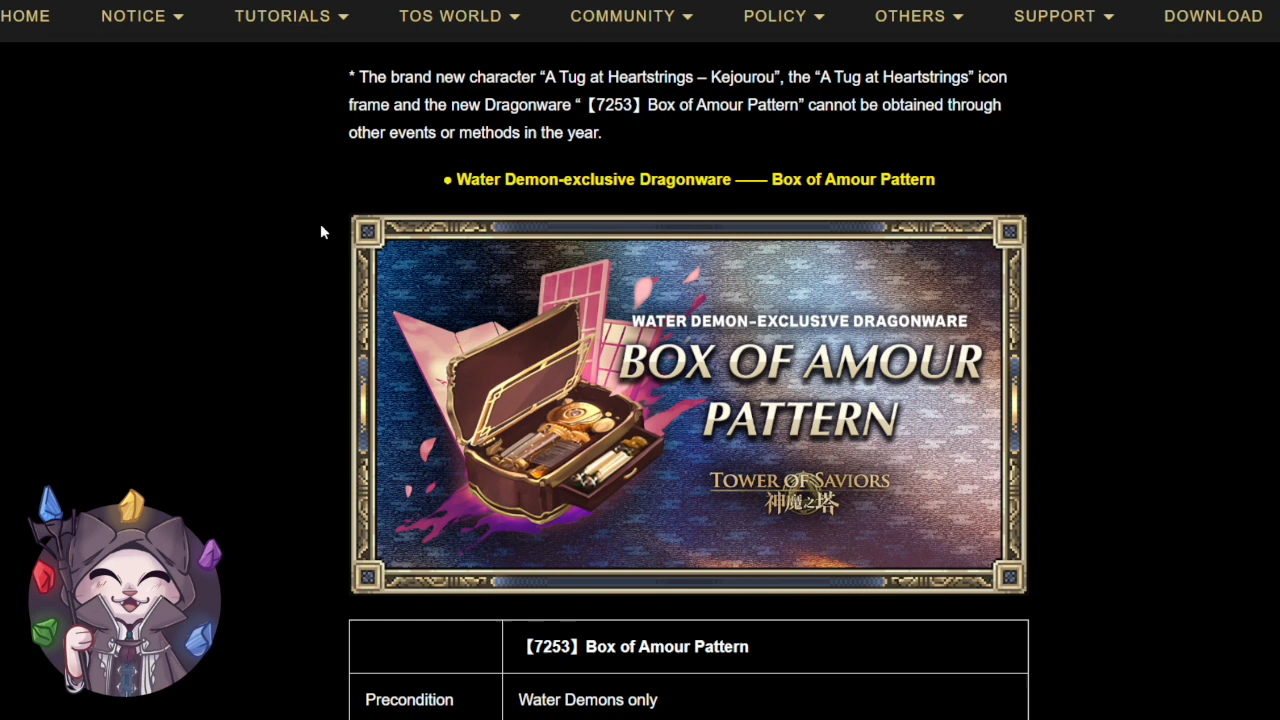 HOME NOTICE TUTORIALS TOS WORLD COMMUNITY POLICY OTHERS SUPPORT DOWNLOAD
* The brand new character “A Tug at Heartstrings – Kejourou”, the “A Tug at Heartstrings” icon
frame and the new Dragonware “【7253】Box of Amour Pattern” cannot be obtained through
other events or methods in the year.
● Water Demon-exclusive Dragonware —— Box of Amour Pattern
WATER DEMON-EXCLUSIVE DRAGONWARE
BOX OF AMOUR
PATTERN
TOWER OF SAVIORS
神魔之塔
【7253】Box of Amour Pattern
Precondition Water Demons only